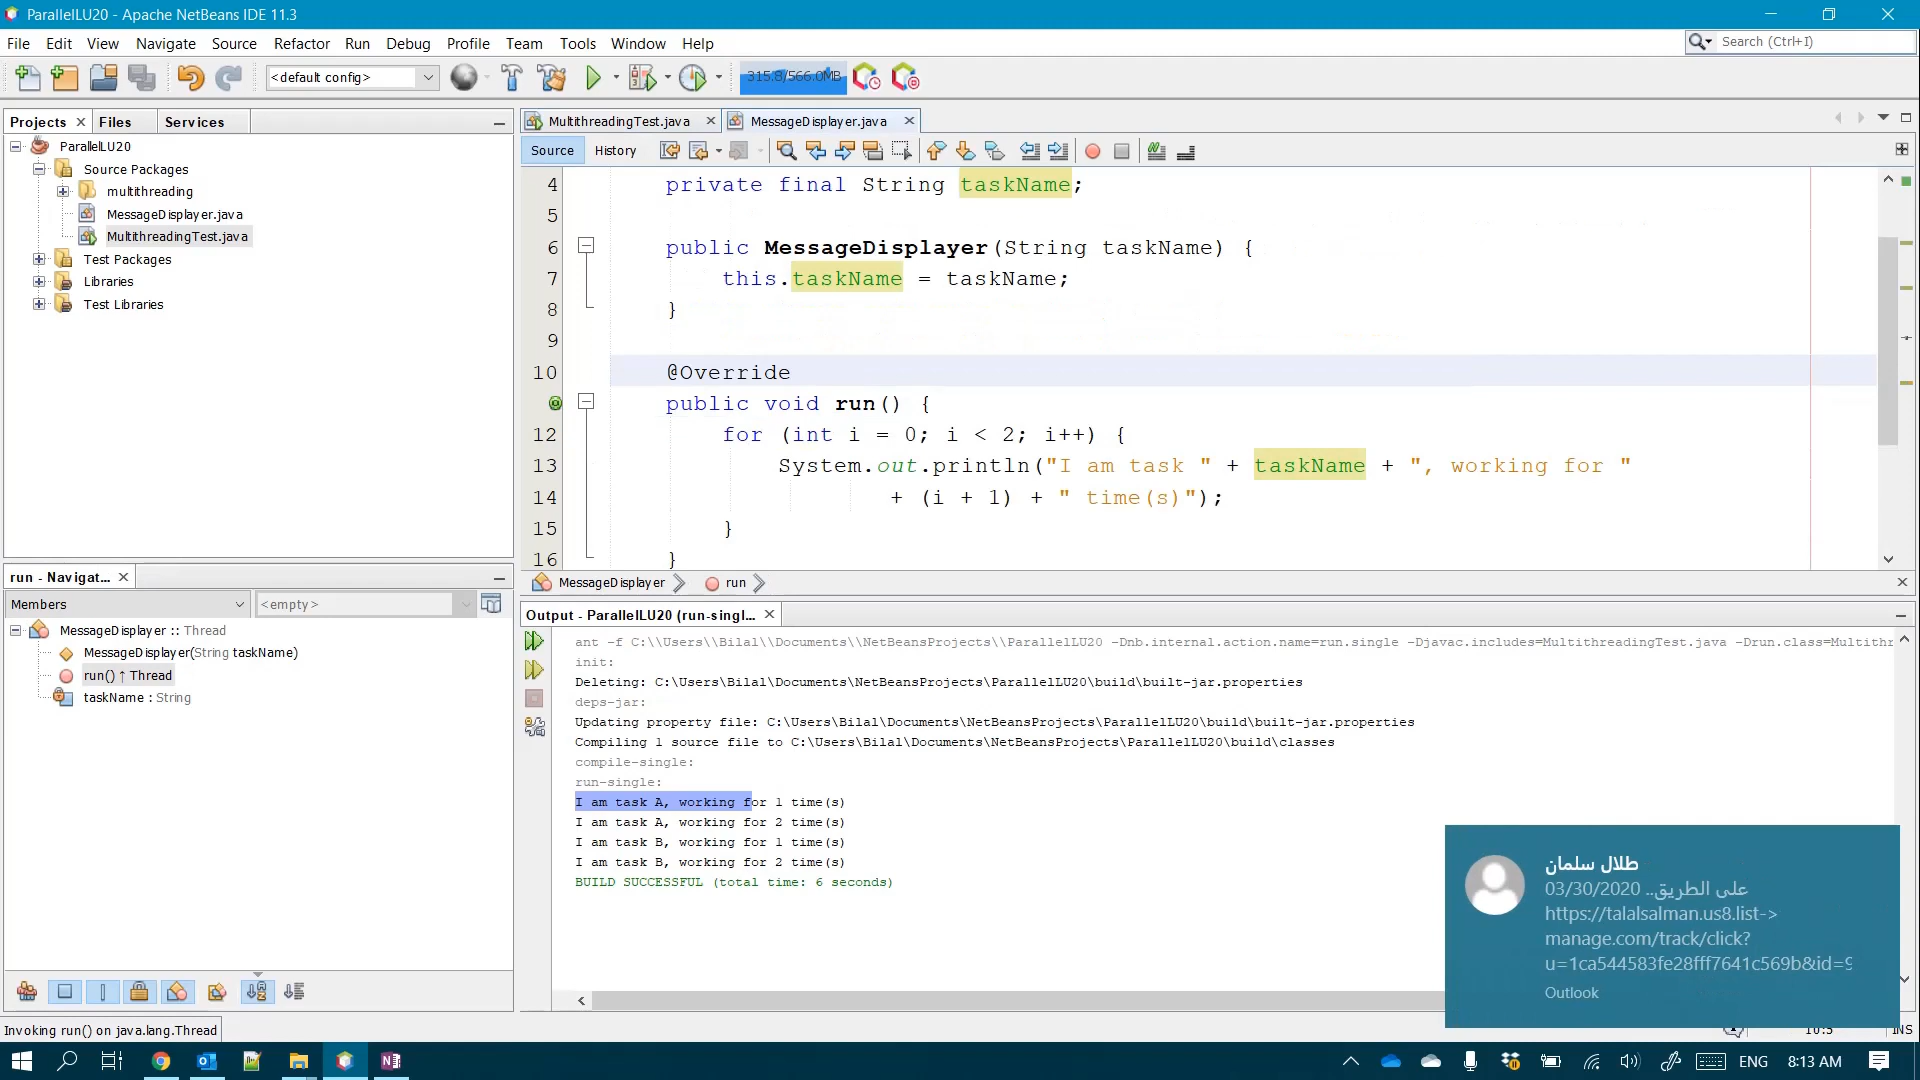 ParallelLU20 - Apache NetBeans IDE 11.3
File Edit View Navigate Source Refactor Run Debug Profile Team Tools Window Help
Search (Ctrl+I)
<default config>
315.8/566.0MB
Projects Files Services
ParallelLU20
Source Packages
multithreading
MessageDisplayer.java
MultithreadingTest.java
Test Packages
Libraries
Test Libraries
MultithreadingTest.java MessageDisplayer.java
Source History
4 private final String taskName;
5
6 public MessageDisplayer(String taskName) {
7 this.taskName = taskName;
8 }
9
10 @Override
public void run() {
12 for (int i = 0; i < 2; i++) {
13 System.out.println("I am task " + taskName + ", working for "
14 + (i + 1) + " time(s)");
15 }
16 }
MessageDisplayer run
run - Navigat...
Members <empty>
MessageDisplayer :: Thread
MessageDisplayer(String taskName)
run() ↑ Thread
taskName : String
Output - ParallelLU20 (run-singl...
ant -f C:\\Users\\Bilal\\Documents\\NetBeansProjects\\ParallelLU20 -Dnb.internal.action.name=run.single -Djavac.includes=MultithreadingTest.java -Drun.class=Multithr
init:
Deleting: C:\Users\Bilal\Documents\NetBeansProjects\ParallelLU20\build\built-jar.properties
deps-jar:
Updating property file: C:\Users\Bilal\Documents\NetBeansProjects\ParallelLU20\build\built-jar.properties
Compiling 1 source file to C:\Users\Bilal\Documents\NetBeansProjects\ParallelLU20\build\classes
compile-single:
run-single:
I am task A, working for 1 time(s)
I am task A, working for 2 time(s)
I am task B, working for 1 time(s)
I am task B, working for 2 time(s)
BUILD SUCCESSFUL (total time: 6 seconds)
طلال سلمان
على الطريق.. 03/30/2020
https://talalsalman.us8.list->
manage.com/track/click?
u=1ca544583fe28fff7641c569b&id=9
Outlook
Invoking run() on java.lang.Thread
10:5 INS
ENG 8:13 AM